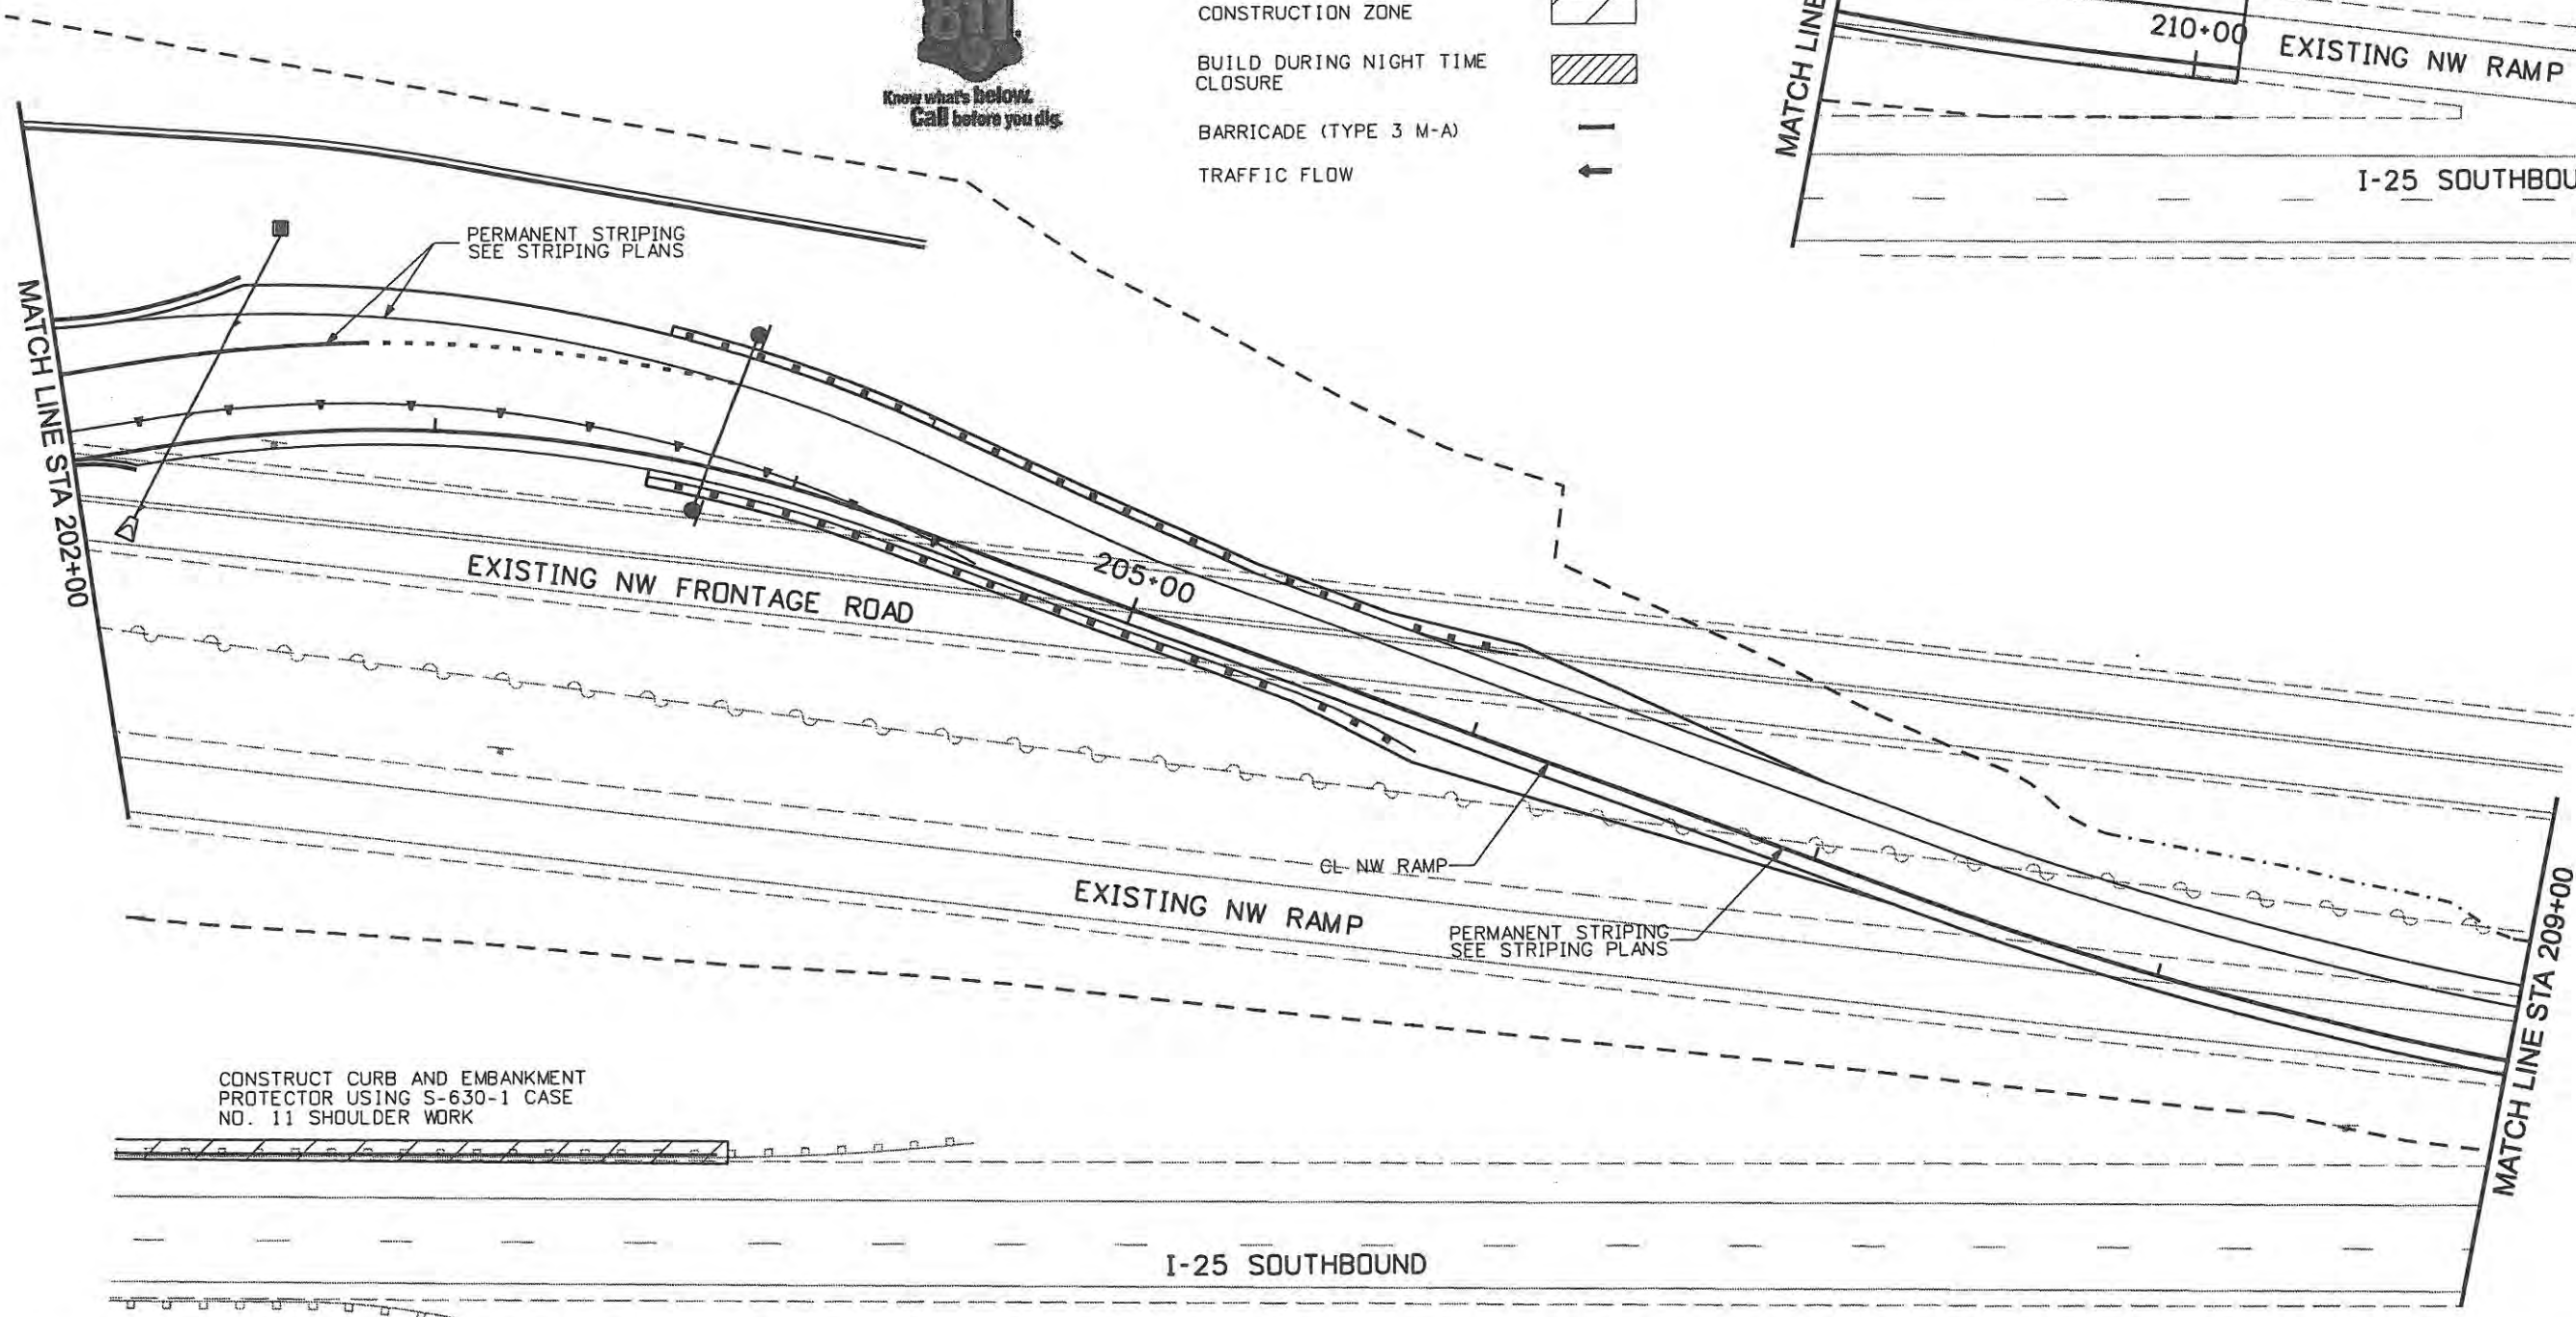 CONSTRUCTION ZONE
BUILD DURING NIGHT TIME
CLOSURE
BARRICADE (TYPE 3 M-A)
TRAFFIC FLOW
Know what's below.
Call before you dig.
MATCH LINE
210+00
EXISTING NW RAMP
I-25 SOUTHBOU
PERMANENT STRIPING
SEE STRIPING PLANS
MATCH LINE STA 202+00
EXISTING NW FRONTAGE ROAD
205+00
CL NW RAMP
EXISTING NW RAMP
PERMANENT STRIPING
SEE STRIPING PLANS
MATCH LINE STA 209+00
CONSTRUCT CURB AND EMBANKMENT
PROTECTOR USING S-630-1 CASE
NO. 11 SHOULDER WORK
I-25 SOUTHBOUND